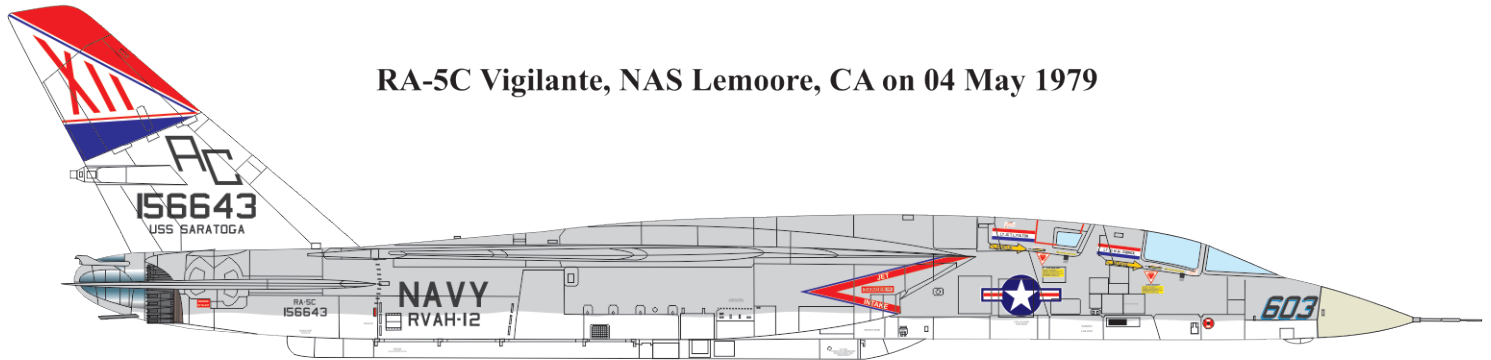 RA-5C Vigilante, NAS Lemoore, CA on 04 May 1979
XII
AC
156643
USS SARATOGA
RA-5C
156643
NAVY
RVAH-12
JET
INTAKE
603